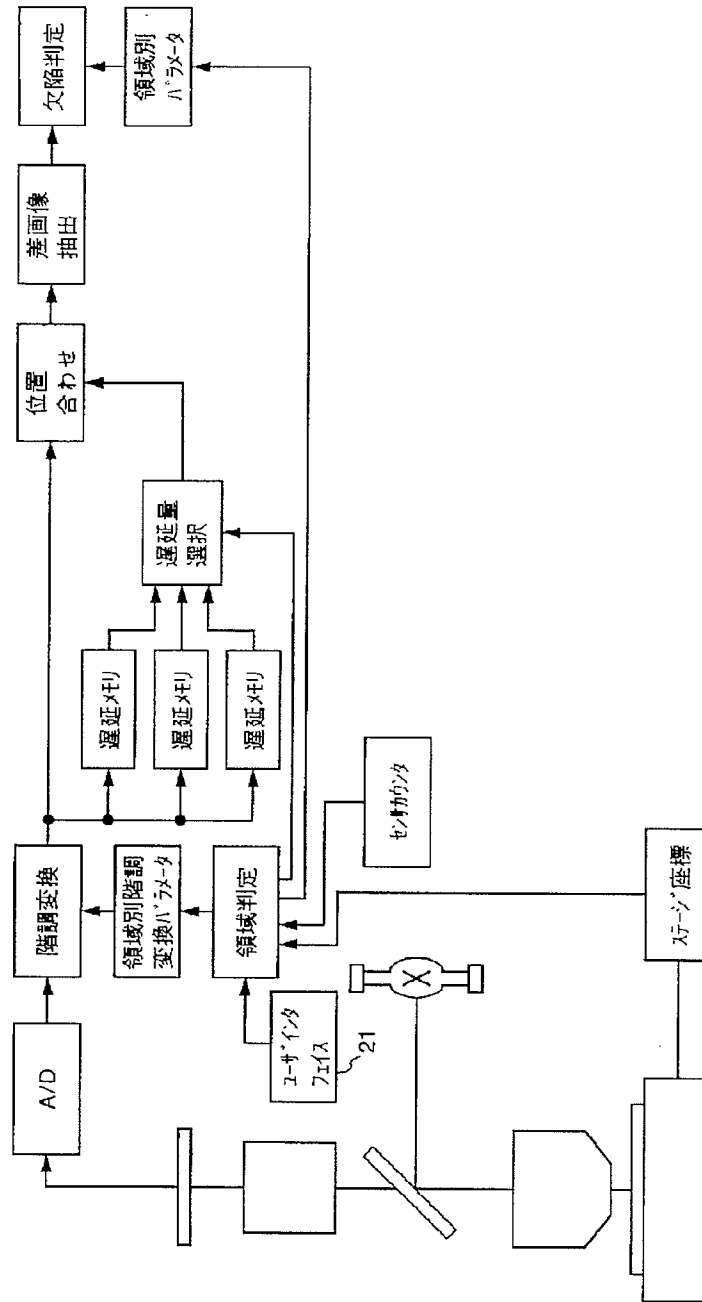 A/D
階調変換
位置
合わせ
差画像
抽出
欠陥判定
領域別
パラメータ
遅延メモリ
遅延メモリ
遅延メモリ
遅延量
選択
領域別階調
変換パラメータ
領域判定
ユーザインタ
フェイス
21
センサカウンタ
ステージ座標